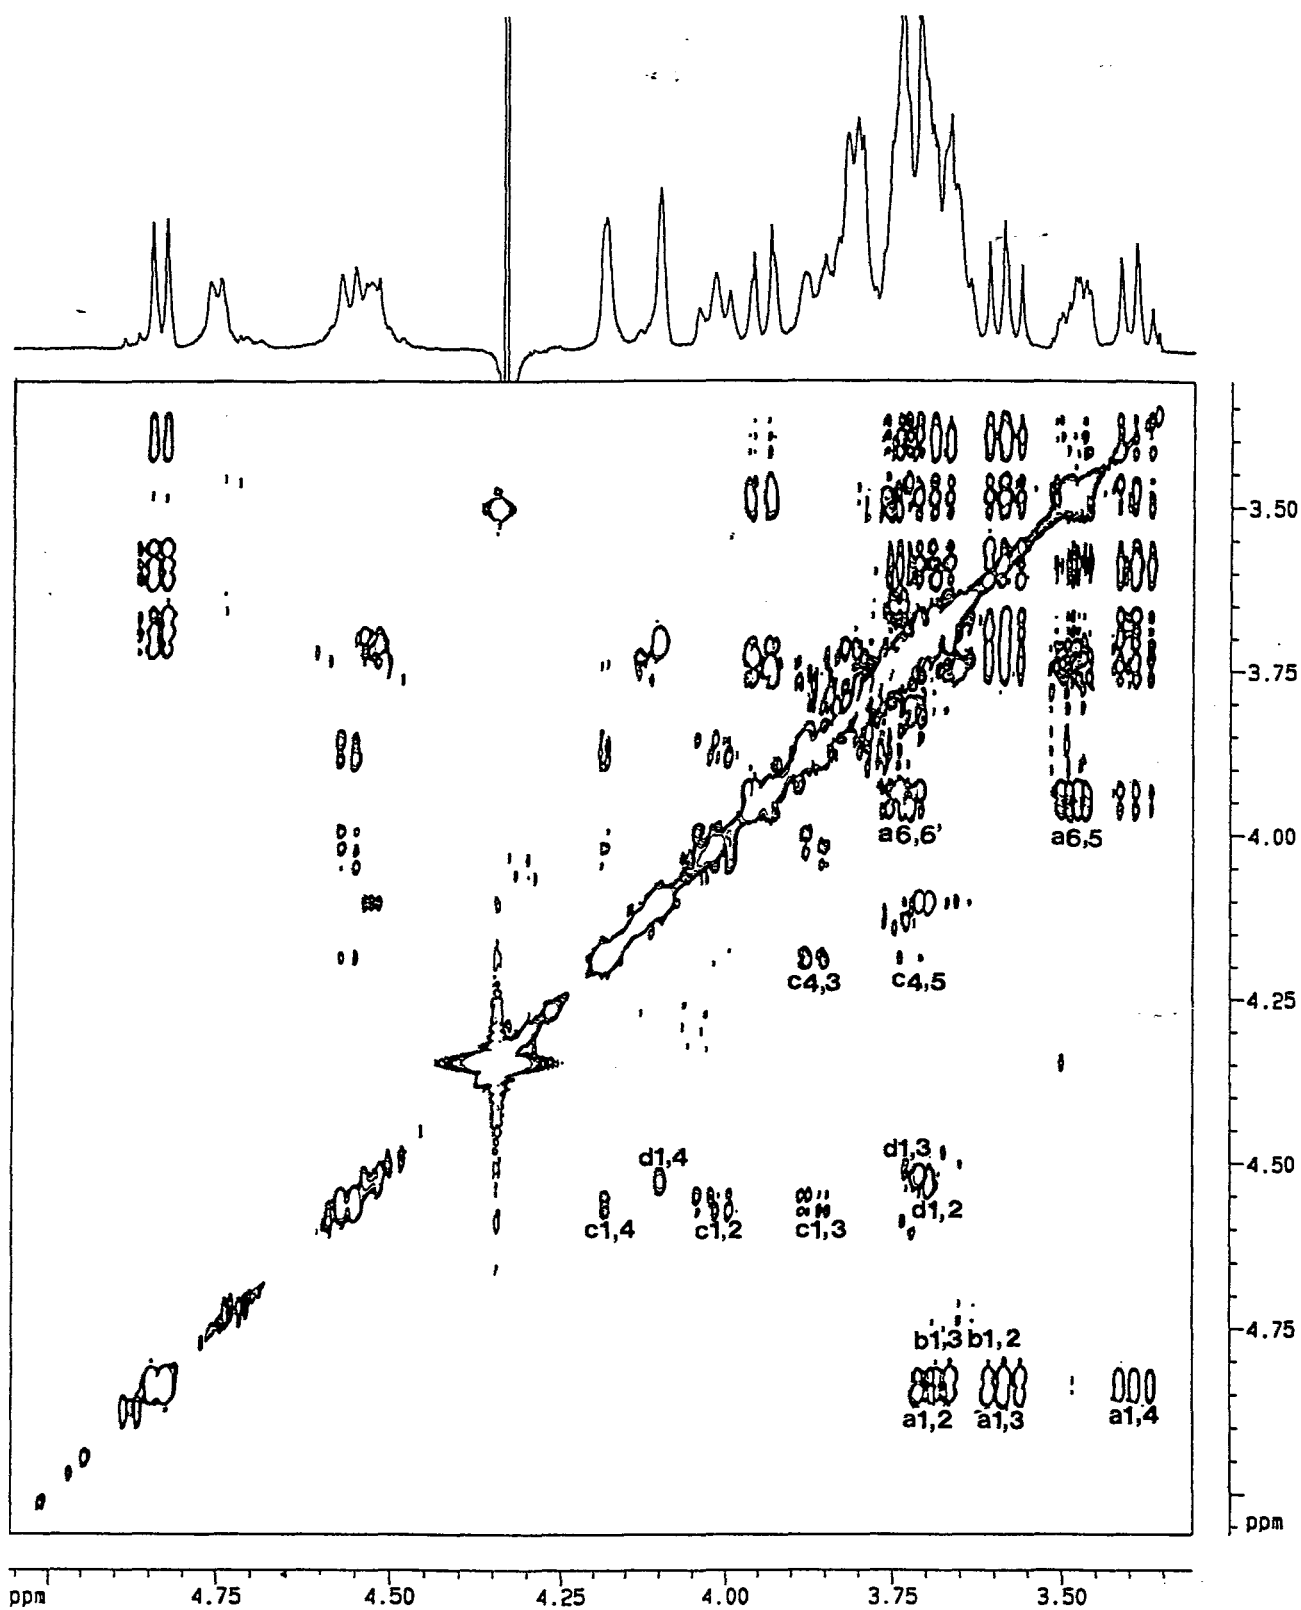 3.50
3.75
a6,6' a6,5
4.00
c4,3 c4,5
4.25
d1,4 d1,3
4.50
d1,2
c1,4 c1,2 c1,3
4.75
b1,3 b1,2
a1,2 a1,3 a1,4
ppm
ppm 4.75 4.50 4.25 4.00 3.75 3.50